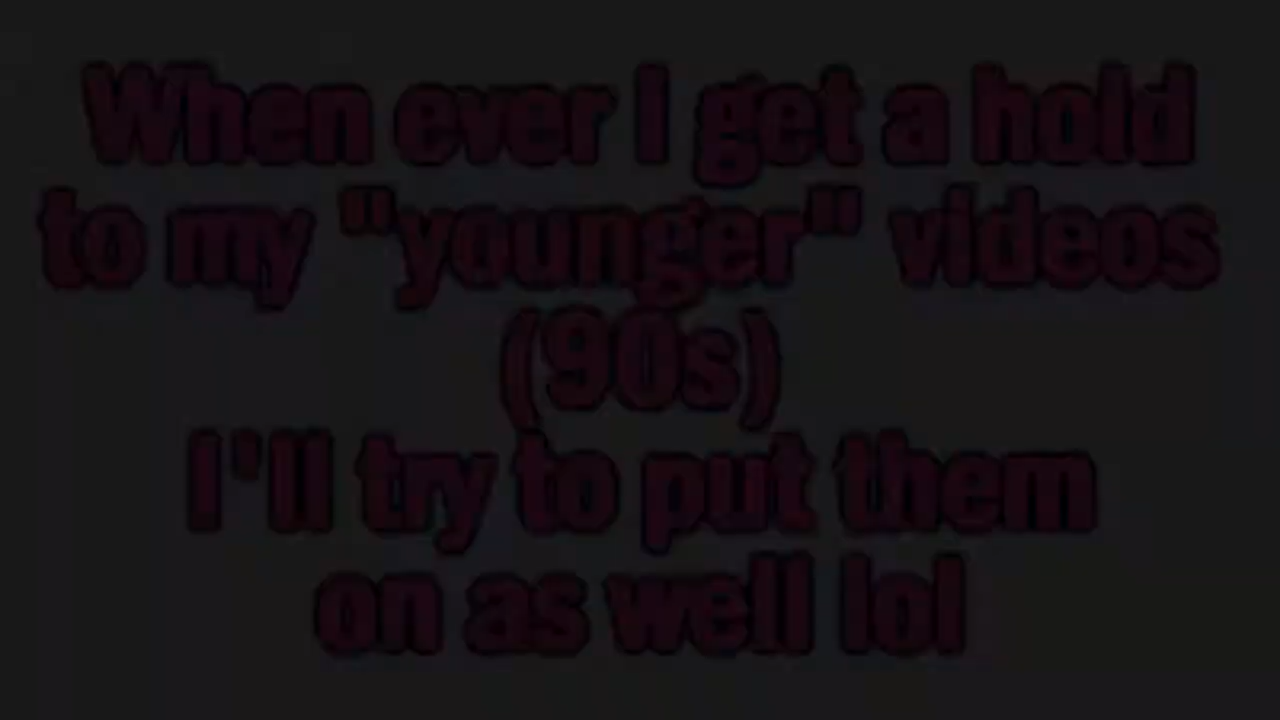 When ever I get a hold
to my "younger" videos
(90s)
I'll try to put them
on as well lol